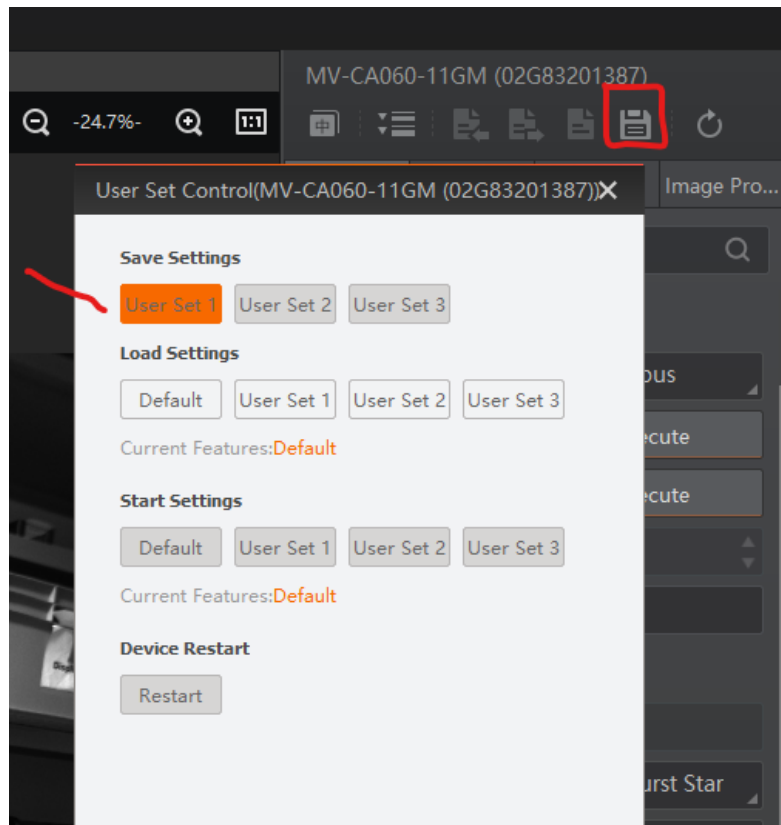 MV-CA060-11GM (02G83201387)
-24.7%-
1:1
中
User Set Control(MV-CA060-11GM (02G83201387))
Image Pro...
Save Settings
User Set 1 User Set 2 User Set 3
Load Settings
Default User Set 1 User Set 2 User Set 3
Current Features:Default
Start Settings
Default User Set 1 User Set 2 User Set 3
Current Features:Default
Device Restart
Restart
ous
ecute
ecute
urst Star